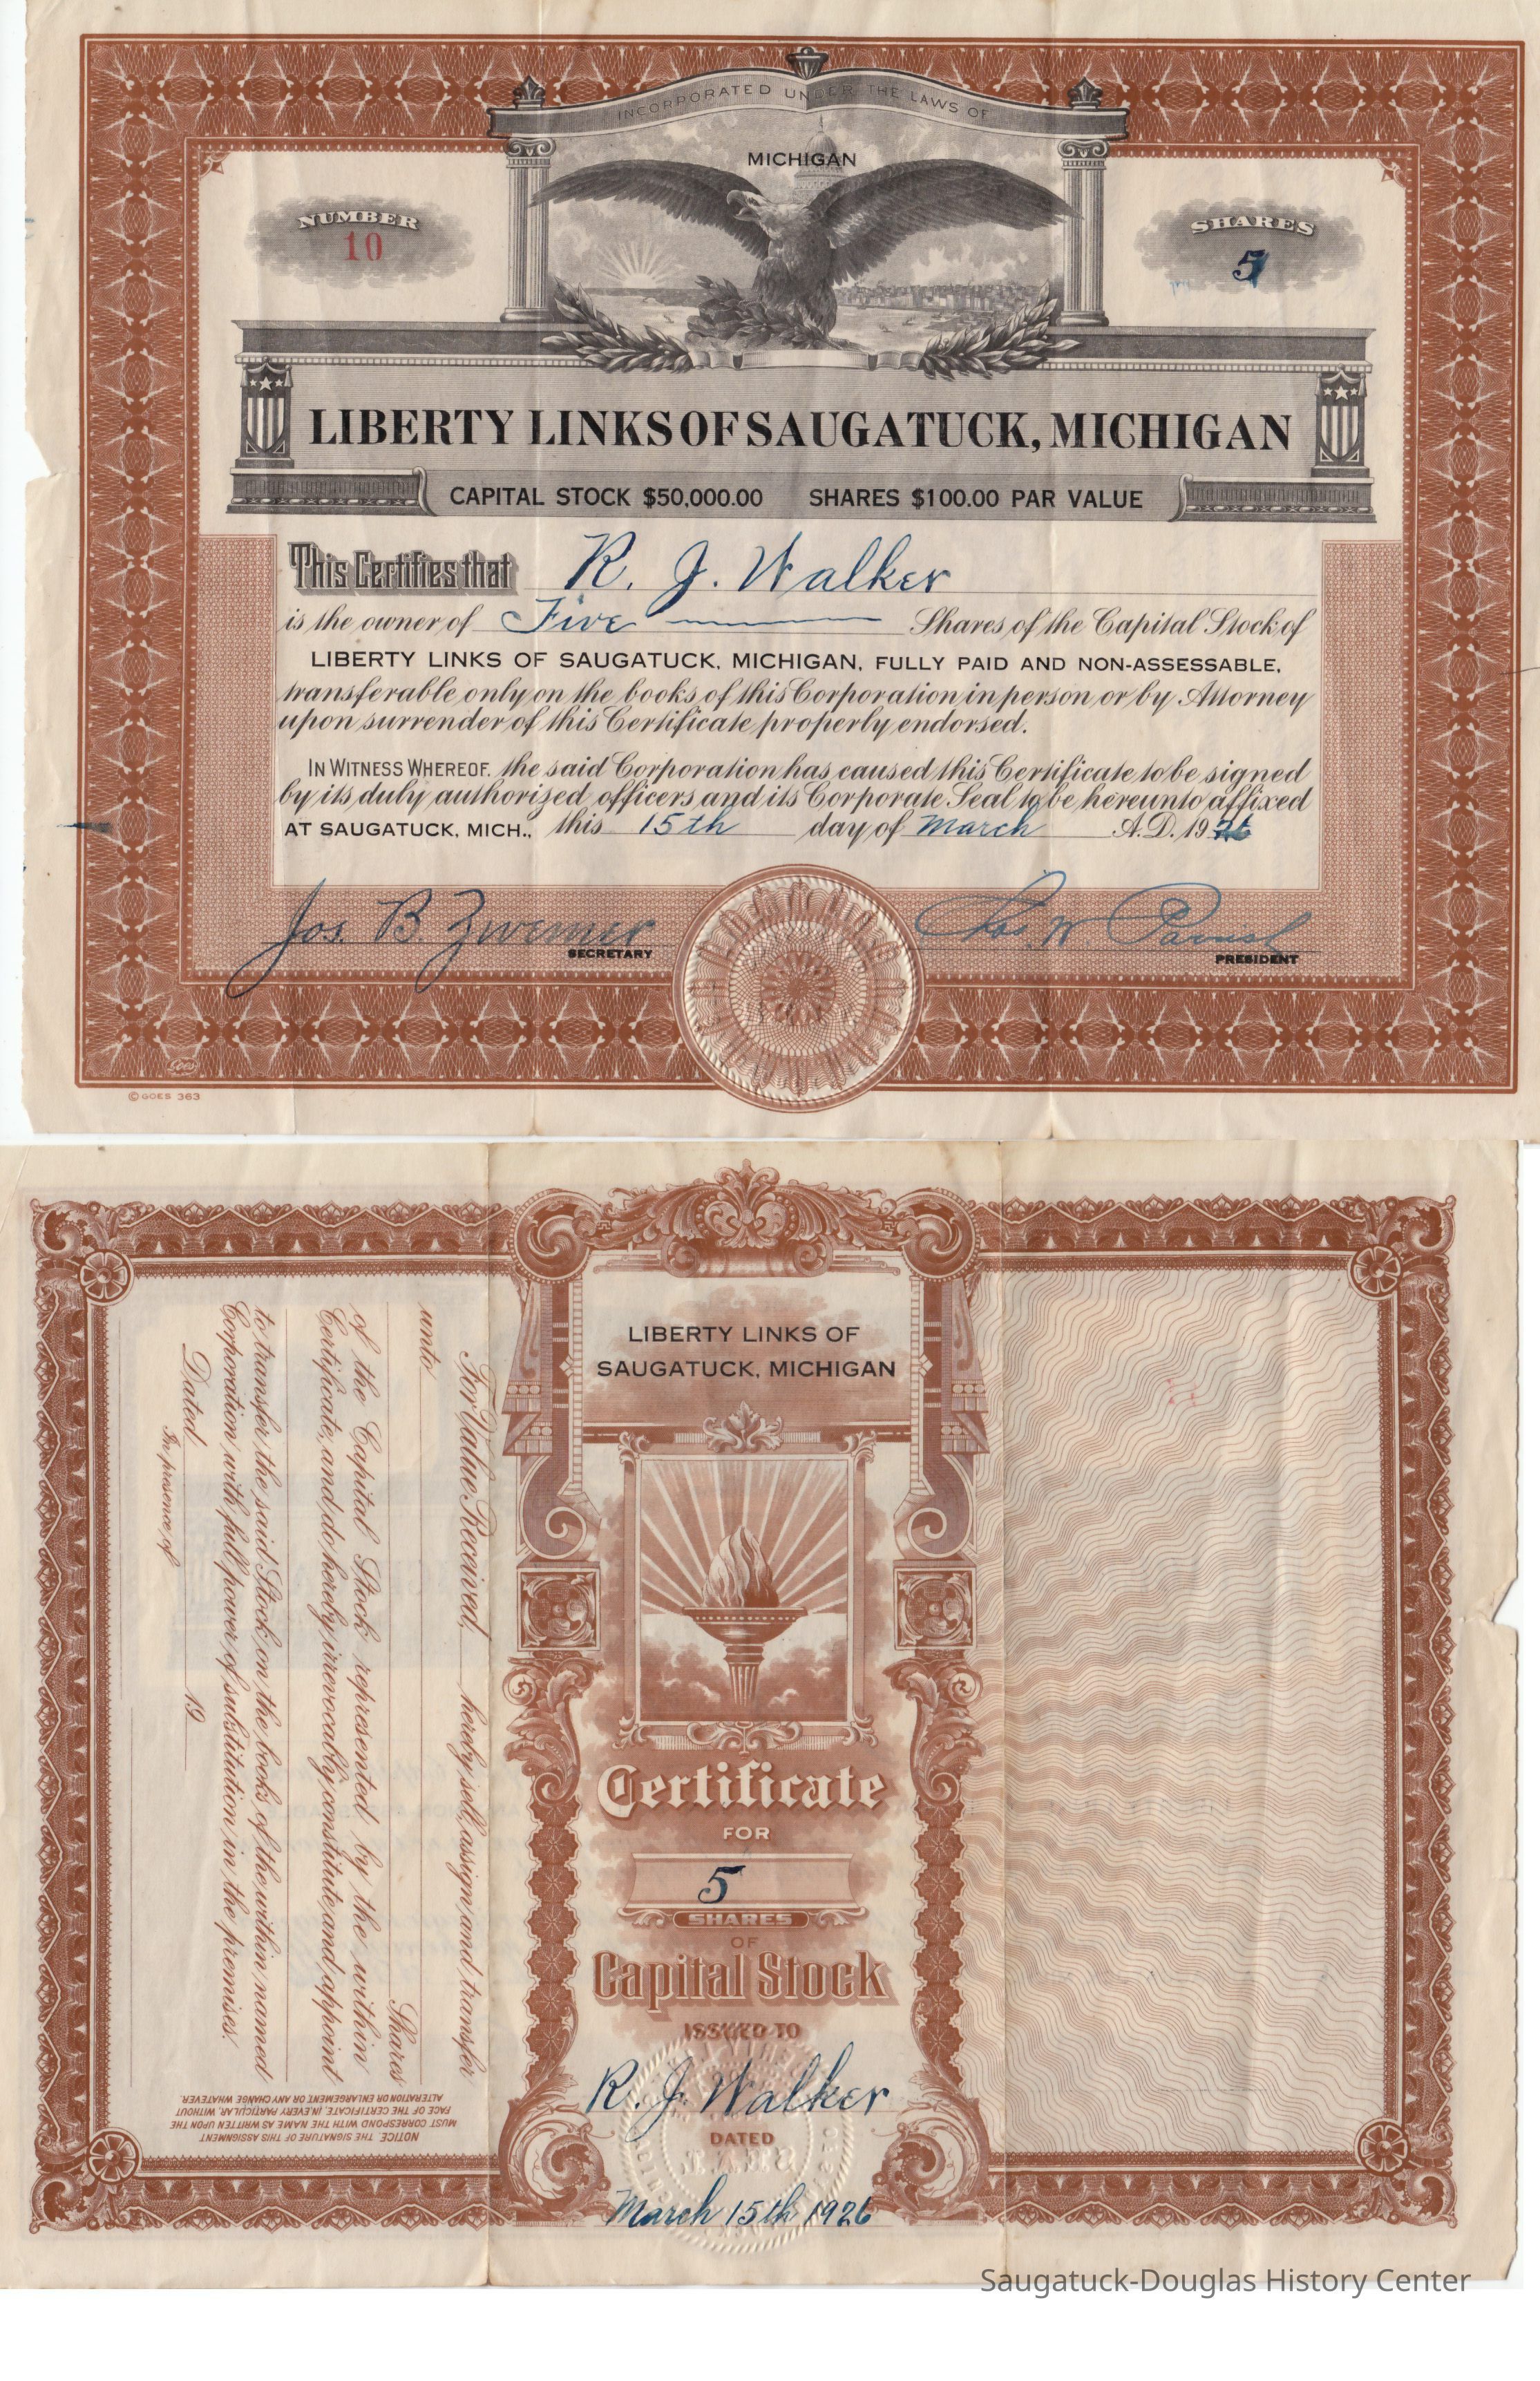 INCORPORATED UNDER THE LAWS OF
MICHIGAN
NUMBER
10
SHARES
5
LIBERTY LINKS OF SAUGATUCK, MICHIGAN
CAPITAL STOCK $50,000.00 SHARES $100.00 PAR VALUE
This Certifies that R. J. Walker
is the owner of Five Shares of the Capital Stock of
LIBERTY LINKS OF SAUGATUCK, MICHIGAN, FULLY PAID AND NON-ASSESSABLE,
transferable only on the books of this Corporation in person or by Attorney
upon surrender of this Certificate properly endorsed.
IN WITNESS WHEREOF, the said Corporation has caused this Certificate to be signed
by its duly authorized officers and its Corporate Seal to be hereunto affixed
AT SAUGATUCK, MICH., this 15th day of March A.D. 1926
Jos. B. Zwemer
SECRETARY
Chas W Parrish
PRESIDENT
Goes
© GOES 363
For Value Received, hereby sell, assign and transfer
unto
Shares
of the Capital Stock represented by the within
Certificate, and do hereby irrevocably constitute and appoint
to transfer the said Stock on the books of the within named
Corporation with full power of substitution in the premises.
Dated 19
In presence of
NOTICE. THE SIGNATURE OF THIS ASSIGNMENT
MUST CORRESPOND WITH THE NAME AS WRITTEN UPON THE
FACE OF THE CERTIFICATE, IN EVERY PARTICULAR, WITHOUT
ALTERATION OR ENLARGEMENT, OR ANY CHANGE WHATEVER.
LIBERTY LINKS OF
SAUGATUCK, MICHIGAN
Certificate
FOR
5
SHARES
OF
Capital Stock
ISSUED TO
R. J. Walker
DATED
March 15th 1926
Saugatuck-Douglas History Center